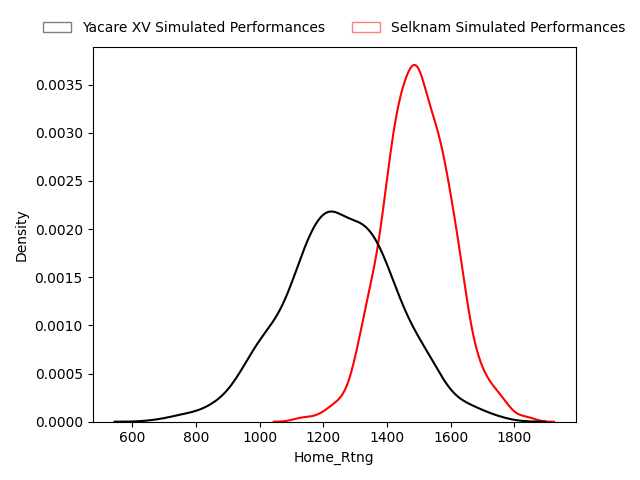 Yacare XV Simulated Performances Selknam Simulated Performances
0.0035
0.0030
0.0025
0.0020
0.0015
0.0010
0.0005
0.0000
Density
600 800 1000 1200 1400 1600 1800
Home_Rtng